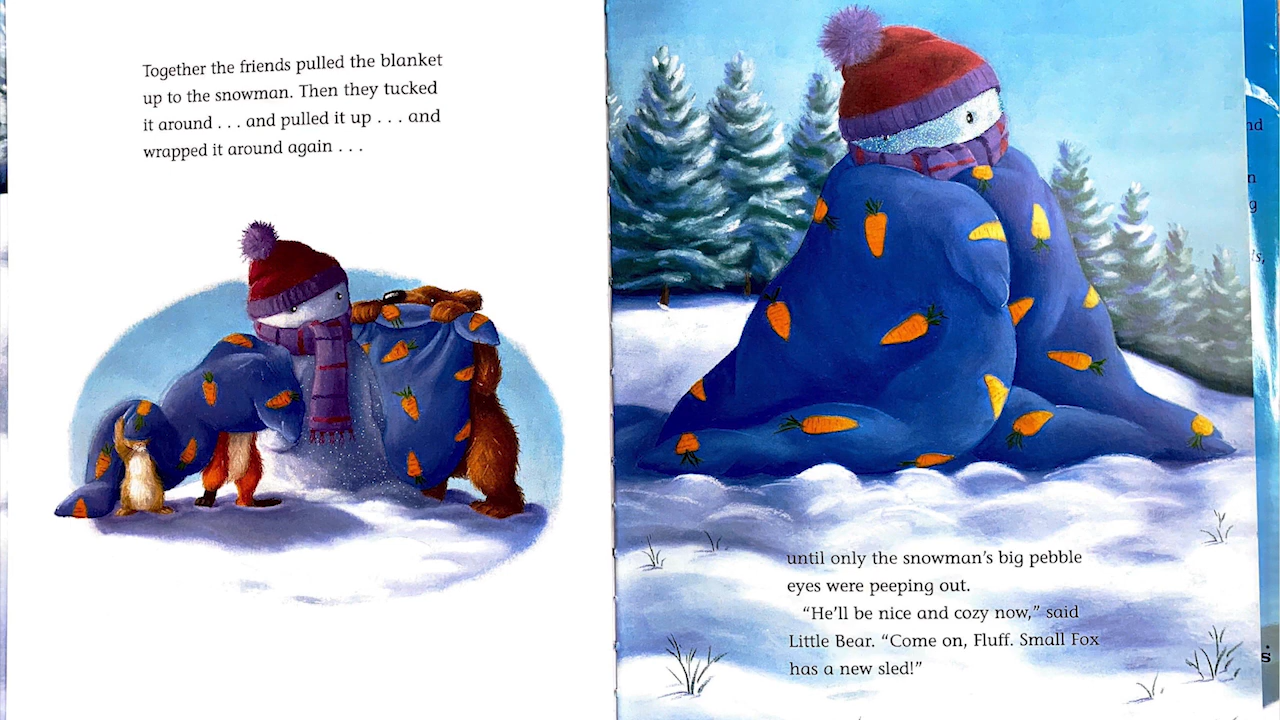 Together the friends pulled the blanket
up to the snowman. Then they tucked
it around . . . and pulled it up . . . and
wrapped it around again . . .
until only the snowman's big pebble
eyes were peeping out.
"He'll be nice and cozy now," said
Little Bear. "Come on, Fluff. Small Fox
has a new sled!"